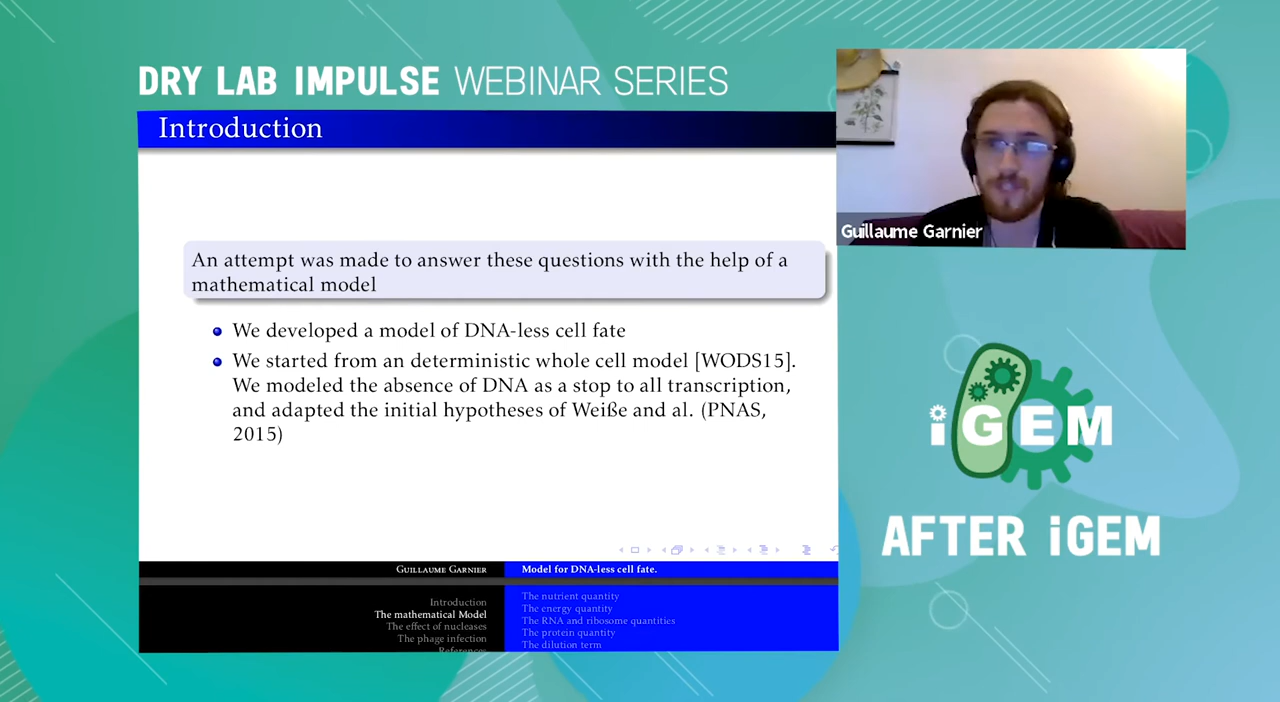 DRY LAB IMPULSE WEBINAR SERIES
Introduction
An attempt was made to answer these questions with the help of a
mathematical model
We developed a model of DNA-less cell fate
We started from an deterministic whole cell model [WODS15].
We modeled the absence of DNA as a stop to all transcription,
and adapted the initial hypotheses of Weiße and al. (PNAS,
2015)
Guillaume Garnier
Model for DNA-less cell fate.
Introduction
The mathematical Model
The effect of nucleases
The phage infection
References
The nutrient quantity
The energy quantity
The RNA and ribosome quantities
The protein quantity
The dilution term
Guillaume Garnier
iGEM
AFTER iGEM